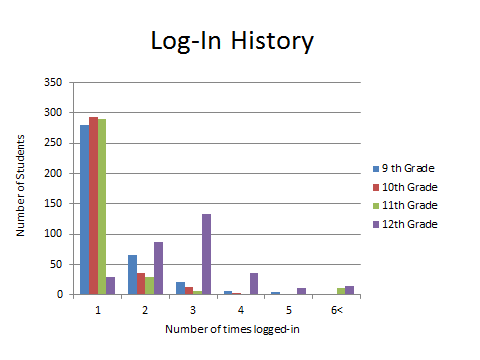 Log-In History
350
300
250
200
150
100
50
0
Number of Students
1 2 3 4 5 6<
Number of times logged-in
9 th Grade
10th Grade
11th Grade
12th Grade